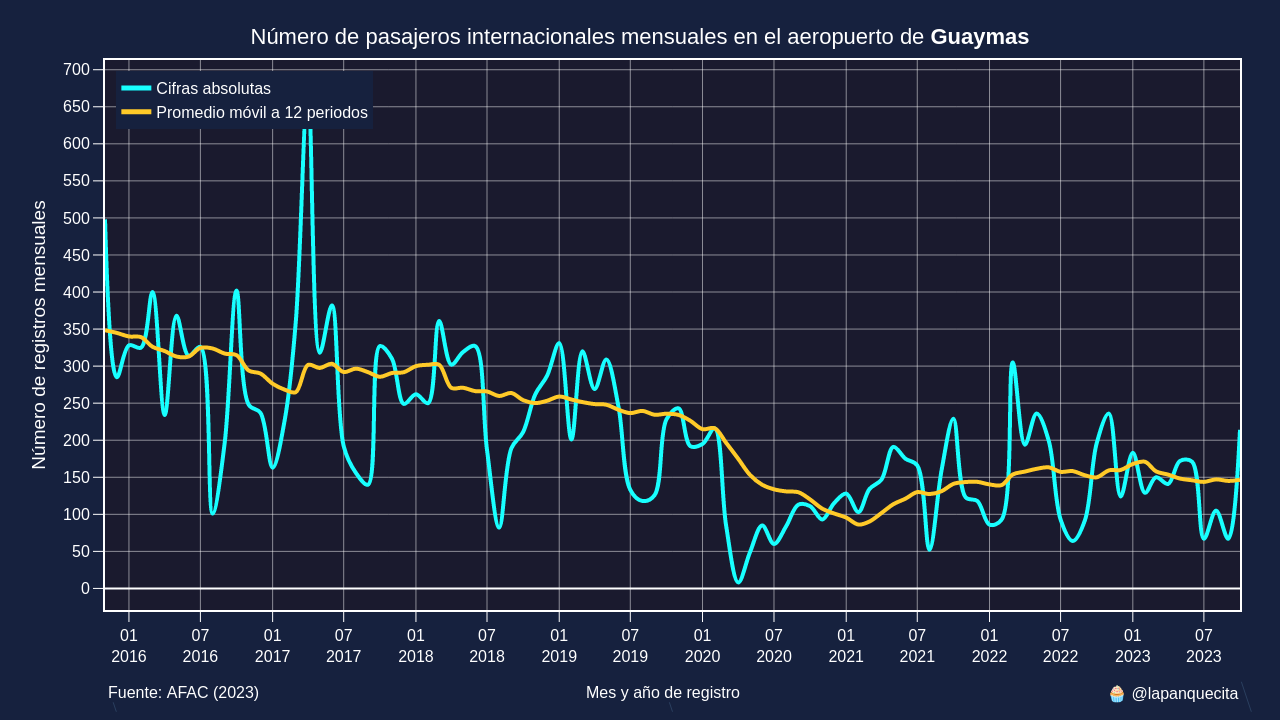 Número de pasajeros internacionales mensuales en el aeropuerto de Guaymas
Cifras absolutas
Promedio móvil a 12 periodos
Número de registros mensuales
700
650
600
550
500
450
400
350
300
250
200
150
100
50
0
01 07 01 07 01 07 01 07 01 07 01 07 01 07 01 07
2016 2016 2017 2017 2018 2018 2019 2019 2020 2020 2021 2021 2022 2022 2023 2023
Fuente: AFAC (2023)
Mes y año de registro
🧁 @lapanquecita